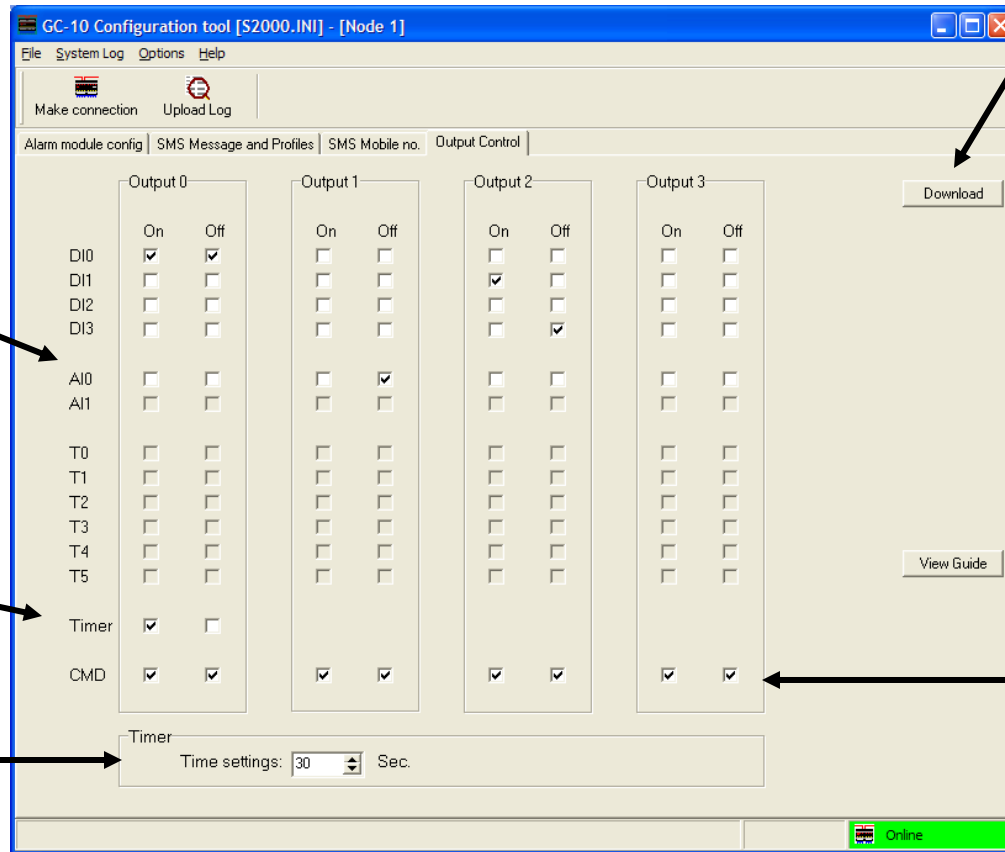 GC-10 Configuration tool [S2000.INI] - [Node 1]
File System Log Options Help
Make connection Upload Log
Alarm module config SMS Message and Profiles SMS Mobile no. Output Control
Output 0 Output 1 Output 2 Output 3
Download
On Off On Off On Off On Off
DI0
DI1
DI2
DI3
AI0
AI1
T0
T1
T2
T3
T4
T5
View Guide
Timer
CMD
Timer
Time settings: 30 Sec.
Online